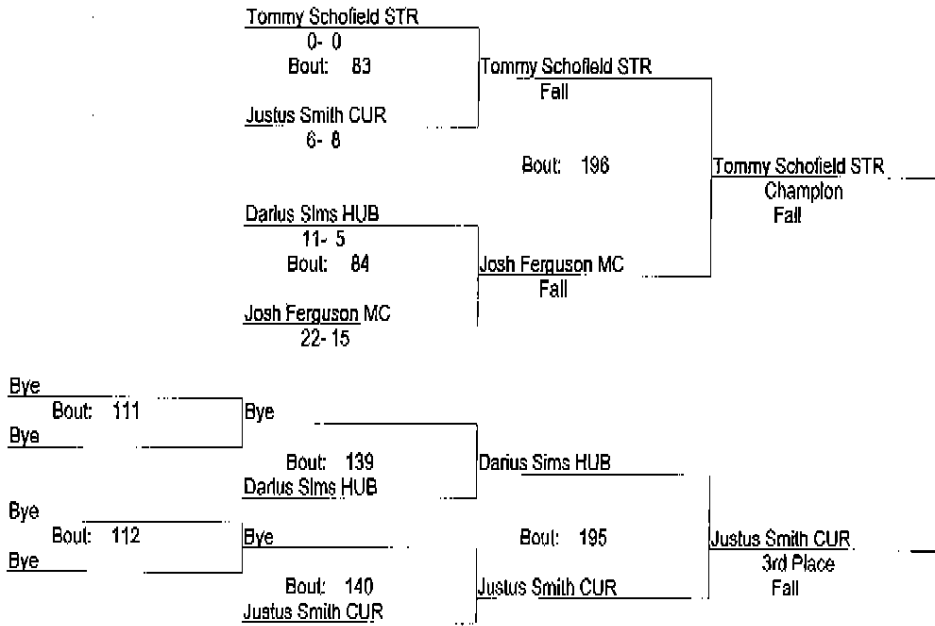 Tommy Schofield STR
0- 0
Bout: 83
Tommy Schofield STR
Fall
Justus Smith CUR
6- 8
Bout: 196
Tommy Schofield STR
Champion
Fall
Darius Sims HUB
11- 5
Bout: 84
Josh Ferguson MC
Fall
Josh Ferguson MC
22- 15
Bye
Bout: 111
Bye
Bye
Bout: 139
Darius Sims HUB
Darius Sims HUB
Bye
Bout: 112
Bye
Bye
Bout: 195
Justus Smith CUR
3rd Place
Fall
Bout: 140
Justus Smith CUR
Justus Smith CUR